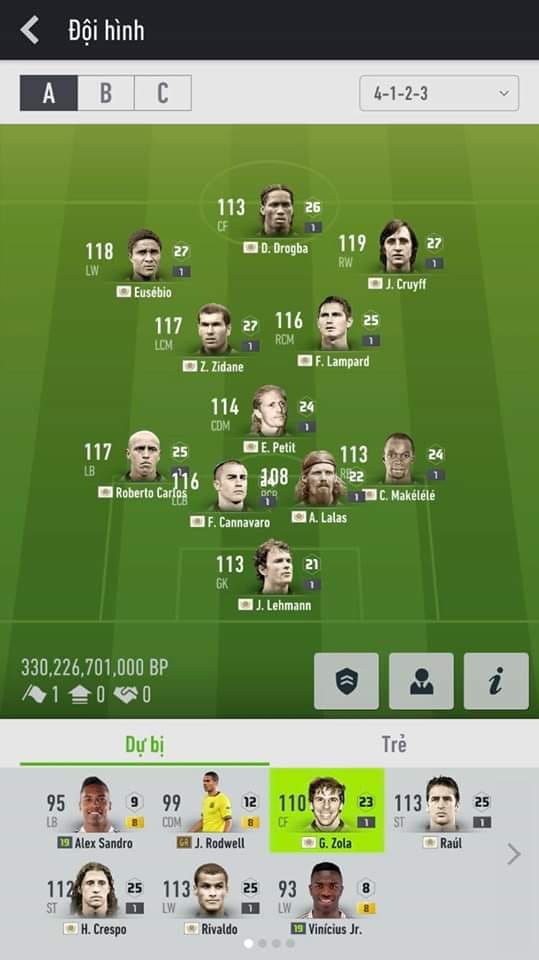 Đội hình
A B C 4-1-2-3
113 26
CF 1
D. Drogba
118 27
LW 1
Eusébio
119 27
RW 1
J. Cruyff
117 27
LCM 1
Z. Zidane
116 25
RCM 1
F. Lampard
114 24
CDM 1
E. Petit
117 25
LB 1
Roberto Carlos
116 24
LCB 1
F. Cannavaro
108 22
RCB 1
A. Lalas
113 24
RB 1
C. Makélélé
113 21
GK 1
J. Lehmann
330,226,701,000 BP
1 0 0
i
Dự bị Trẻ
95 9
LB 8
19 Alex Sandro
99 12
CDM 8
GR J. Rodwell
110 23
CF 1
G. Zola
113 25
ST 1
Raúl
112 25
ST 1
H. Crespo
113 25
LW 1
Rivaldo
93 8
LW 8
19 Vinícius Jr.